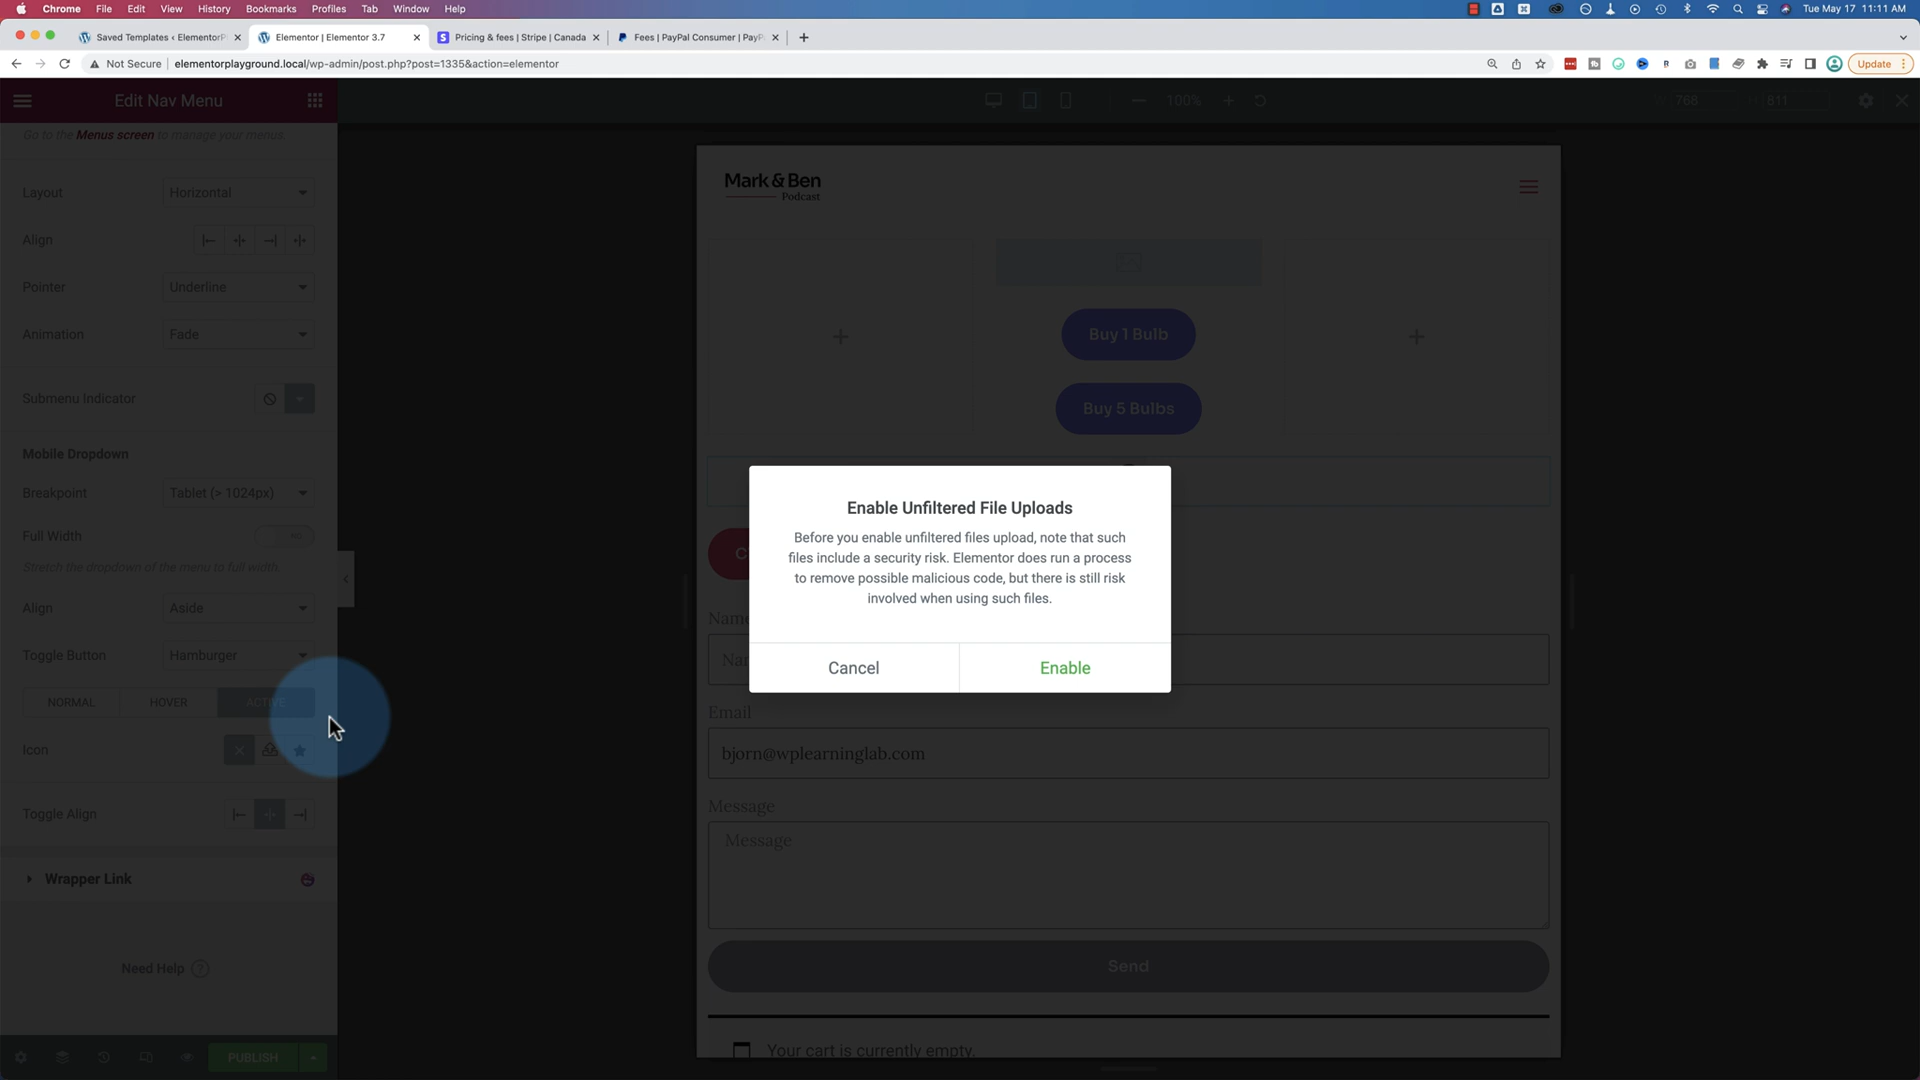 Chrome File Edit View History Bookmarks Profiles Tab Window Help Tue May 17 11:11 AM
Saved Templates ‹ ElementorPl Elementor | Elementor 3.7 Pricing & fees | Stripe | Canada Fees | PayPal Consumer | PayP
Not Secure elementorplayground.local/wp-admin/post.php?post=1335&action=elementor Update
Edit Nav Menu 100% W 768 H 811
Go to the Menus screen to manage your menus.
Layout Horizontal
Align
Pointer Underline
Animation Fade
Submenu Indicator
Mobile Dropdown
Breakpoint Tablet (> 1024px)
Full Width NO
Stretch the dropdown of the menu to full width.
Align Aside
Toggle Button Hamburger
NORMAL HOVER ACTIVE
Icon
Toggle Align
Wrapper Link
Need Help ?
PUBLISH
Mark & Ben
Podcast
Buy 1 Bulb
Buy 5 Bulbs
Enable Unfiltered File Uploads
Before you enable unfiltered files upload, note that such
files include a security risk. Elementor does run a process
to remove possible malicious code, but there is still risk
involved when using such files.
Cancel Enable
Name
Email
bjorn@wplearninglab.com
Message
Message
Send
Your cart is currently empty.